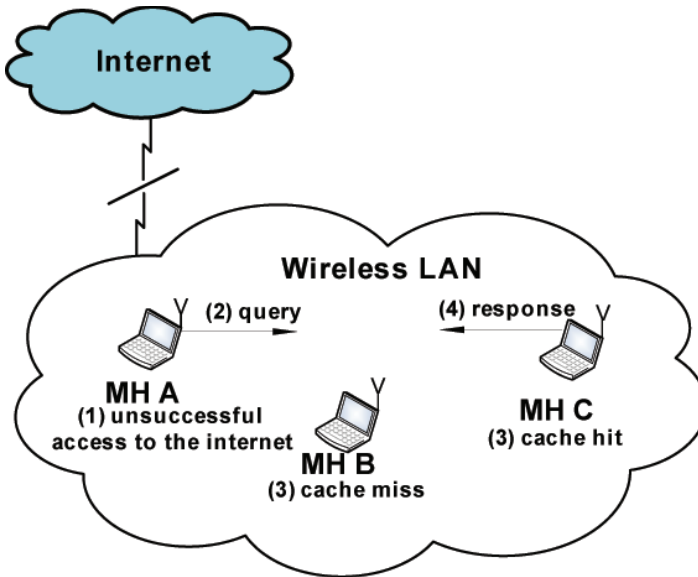 Internet
Wireless LAN
(2) query
(4) response
MH A
(1) unsuccessful
access to the internet
MH B
(3) cache miss
MH C
(3) cache hit